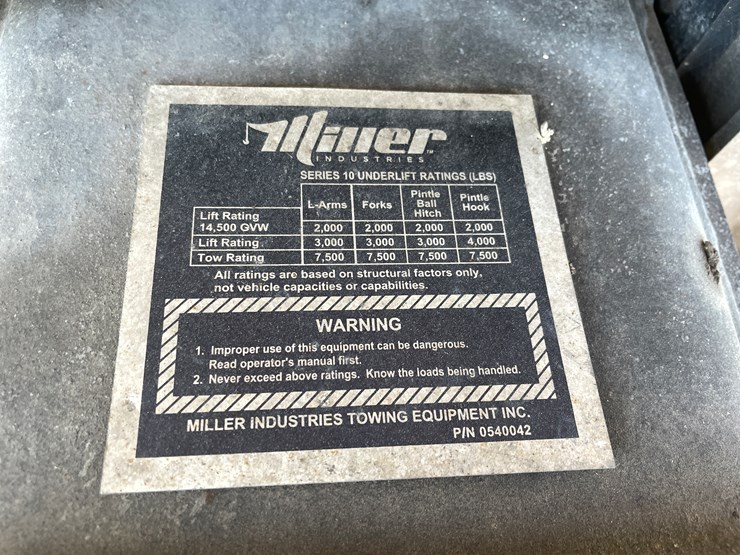 Miller
INDUSTRIES
SERIES 10 UNDERLIFT RATINGS (LBS)
L-Arms Forks Pintle Ball Hitch Pintle Hook
Lift Rating 14,500 GVW 2,000 2,000 2,000 2,000
Lift Rating 3,000 3,000 3,000 4,000
Tow Rating 7,500 7,500 7,500 7,500
All ratings are based on structural factors only,
not vehicle capacities or capabilities.
WARNING
1. Improper use of this equipment can be dangerous.
Read operator's manual first.
2. Never exceed above ratings. Know the loads being handled.
MILLER INDUSTRIES TOWING EQUIPMENT INC.
P/N 0540042